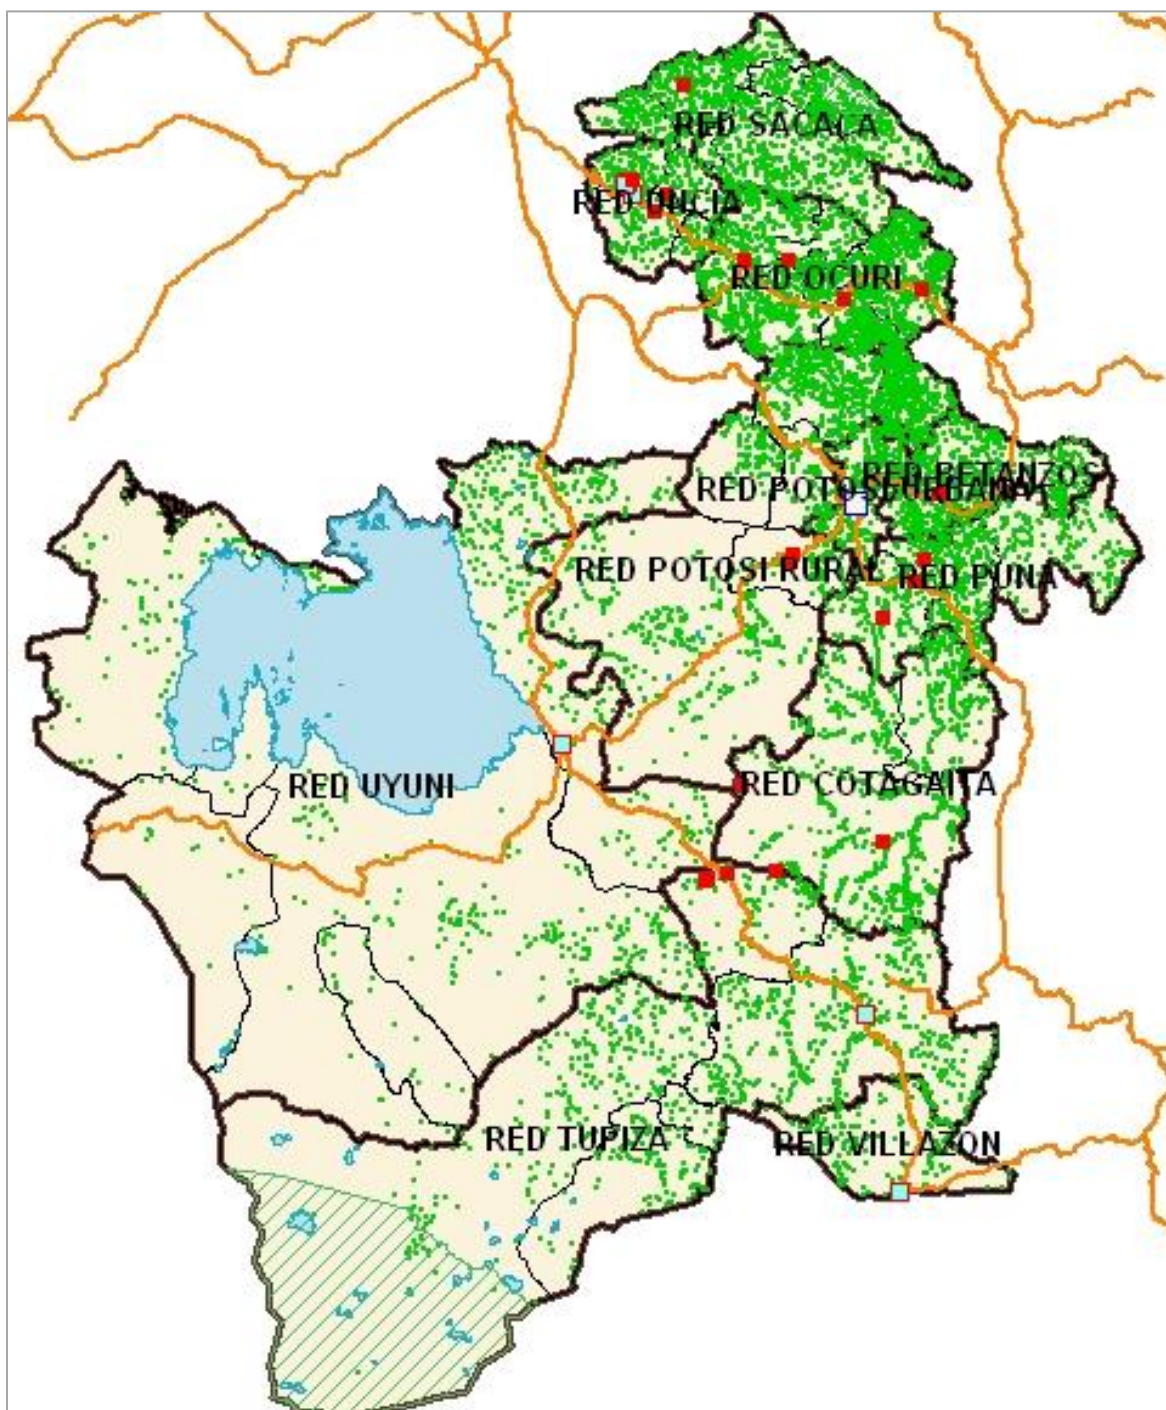 RED SACACA
RED UNCIA
RED OCURI
RED BETANZOS
RED POTOSI URBANA
RED POTOSI RURAL
RED PUNA
RED UYUNI
RED COTAGAITA
RED TUPIZA
RED VILLAZON